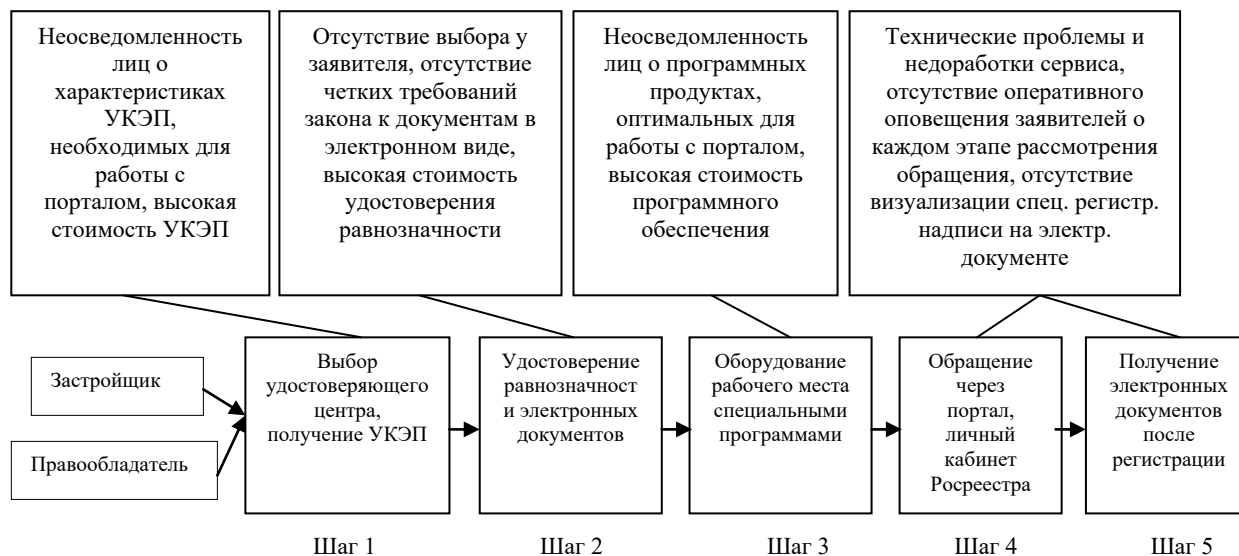 Неосведомленность
лиц о
характеристиках
УКЭП,
необходимых для
работы с
порталом, высокая
стоимость УКЭП
Отсутствие выбора у
заявителя, отсутствие
четких требований
закона к документам в
электронном виде,
высокая стоимость
удостоверения
равнозначности
Неосведомленность
лиц о программных
продуктах,
оптимальных для
работы с порталом,
высокая стоимость
программного
обеспечения
Технические проблемы и
недоработки сервиса,
отсутствие оперативного
оповещения заявителей о
каждом этапе рассмотрения
обращения, отсутствие
визуализации спец. регистр.
надписи на электр.
документе
Застройщик
Правообладатель
Выбор
удостоверяющего
центра,
получение УКЭП
Удостоверение
равнозначност
и электронных
документов
Оборудование
рабочего места
специальными
программами
Обращение
через
портал,
личный
кабинет
Росреестра
Получение
электронных
документов
после
регистрации
Шаг 1
Шаг 2
Шаг 3
Шаг 4
Шаг 5